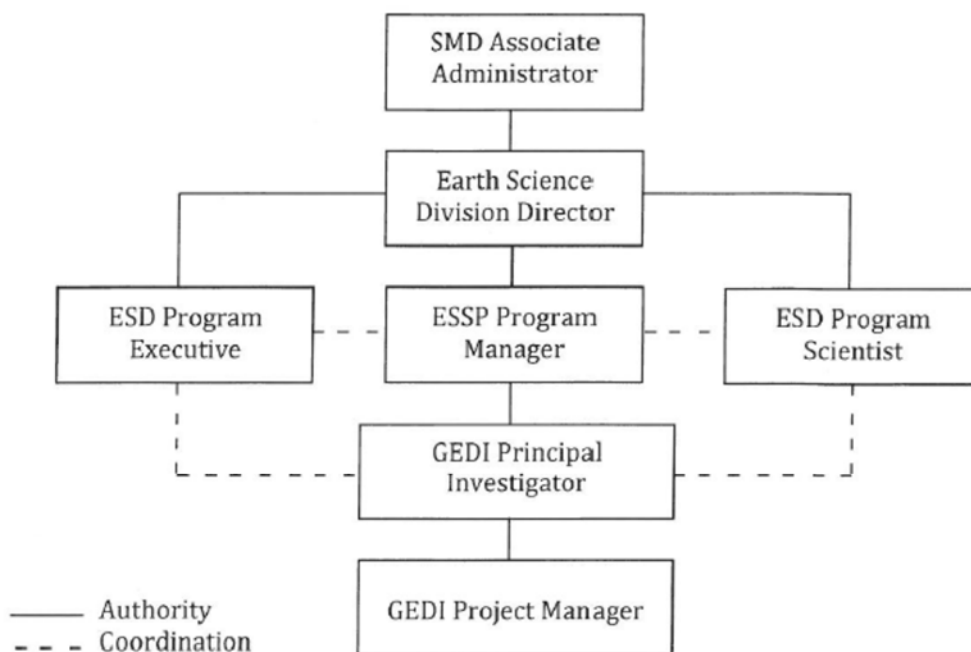 SMD Associate
Administrator
Earth Science
Division Director
ESD Program
Executive
ESSP Program
Manager
ESD Program
Scientist
GEDI Principal
Investigator
GEDI Project Manager
Authority
Coordination